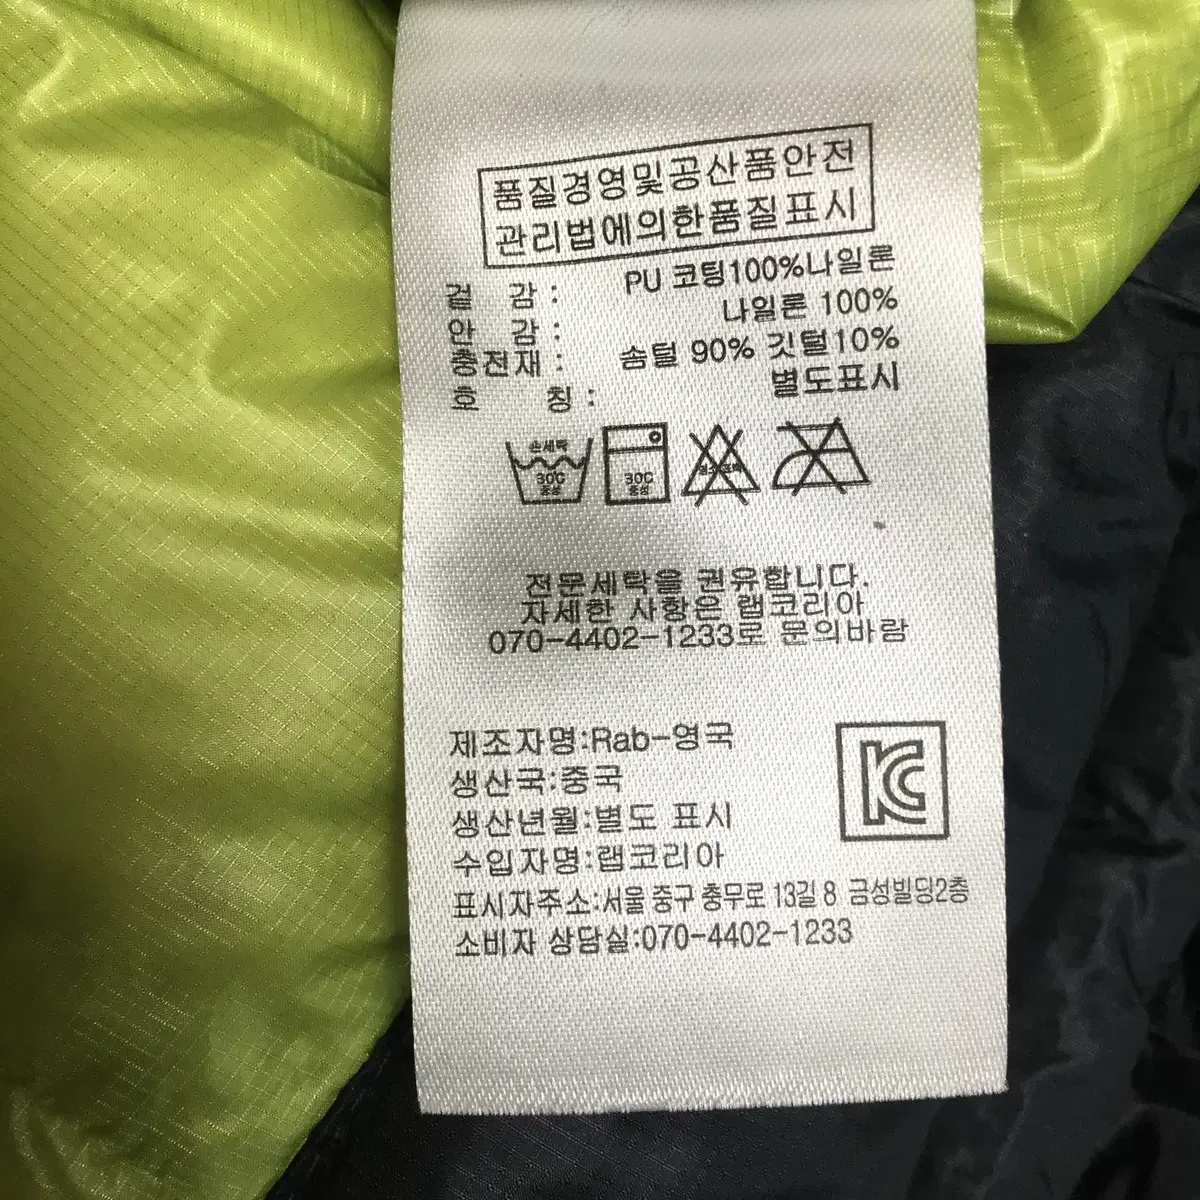 품질경영및공산품안전
관리법에의한품질표시
겉 감 : PU 코팅100%나일론
안 감 : 나일론 100%
충전재 : 솜털 90% 깃털10%
호 칭 : 별도표시
손세탁
30C
중성
30C
중성
전문세탁을 권유합니다.
자세한 사항은 랩코리아
070-4402-1233로 문의바람
제조자명:Rab-영국
생산국:중국
생산년월:별도 표시
수입자명:랩코리아
표시자주소:서울 중구 충무로 13길 8 금성빌딩2층
소비자 상담실:070-4402-1233
KC